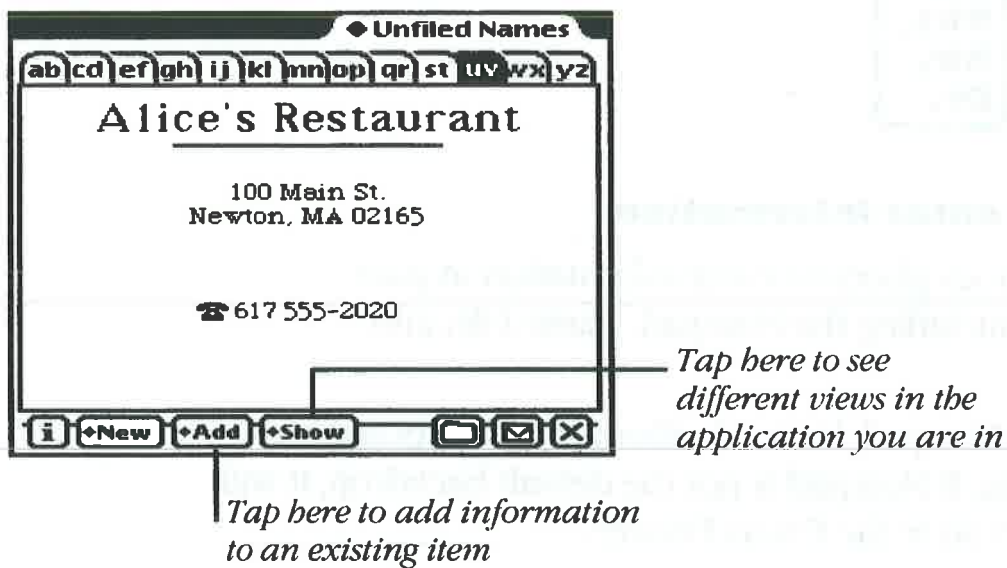 ◆ Unfiled Names
ab cd ef gh ij kl mn op qr st uv wx yz
Alice's Restaurant
100 Main St.
Newton, MA 02165
☎ 617 555-2020
Tap here to see
different views in the
application you are in
i ◆New ◆Add ◆Show X
Tap here to add information
to an existing item